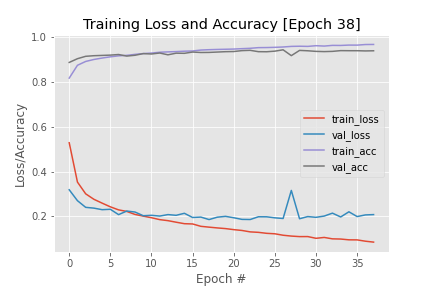 Training Loss and Accuracy [Epoch 38]
1.0
0.8
0.6
0.4
0.2
Loss/Accuracy
train_loss
val_loss
train_acc
val_acc
0 5 10 15 20 25 30 35
Epoch #